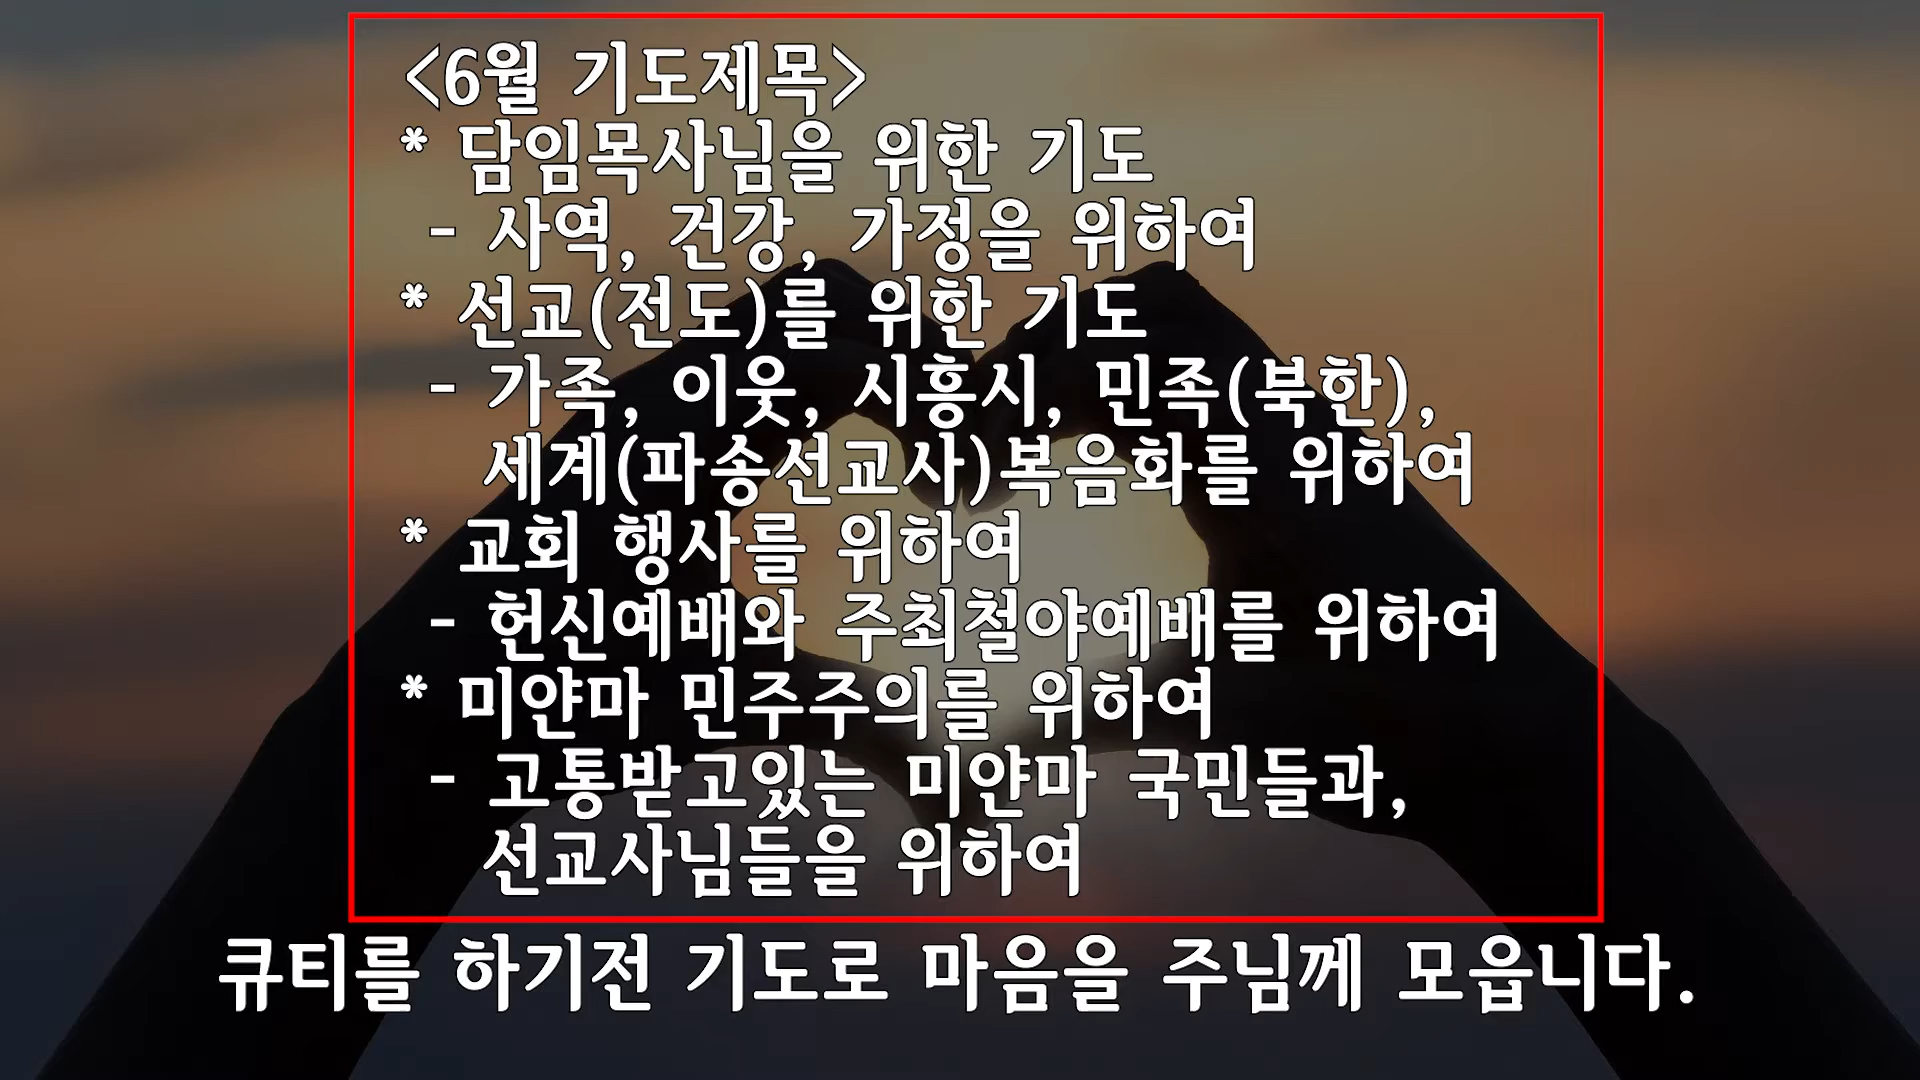 <6월 기도제목>
* 담임목사님을 위한 기도
- 사역, 건강, 가정을 위하여
* 선교(전도)를 위한 기도
- 가족, 이웃, 시흥시, 민족(북한),
세계(파송선교사)복음화를 위하여
* 교회 행사를 위하여
- 헌신예배와 주최철야예배를 위하여
* 미얀마 민주주의를 위하여
- 고통받고있는 미얀마 국민들과,
선교사님들을 위하여
큐티를 하기전 기도로 마음을 주님께 모읍니다.